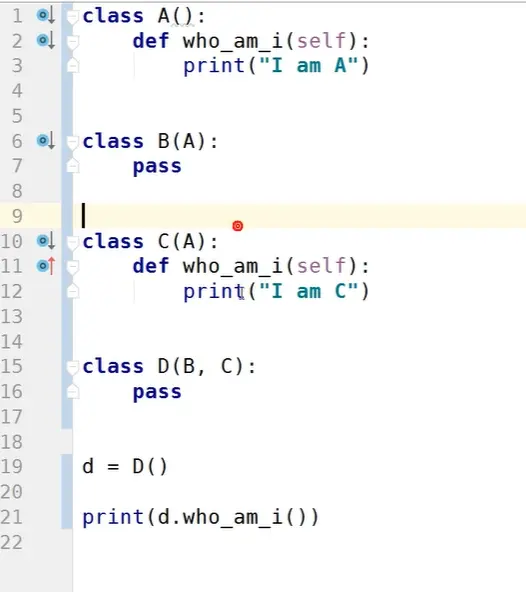 1 class A():
2     def who_am_i(self):
3         print("I am A")
4
5
6 class B(A):
7     pass
8
9
10 class C(A):
11     def who_am_i(self):
12         print("I am C")
13
14
15 class D(B, C):
16     pass
17
18
19 d = D()
20
21 print(d.who_am_i())
22